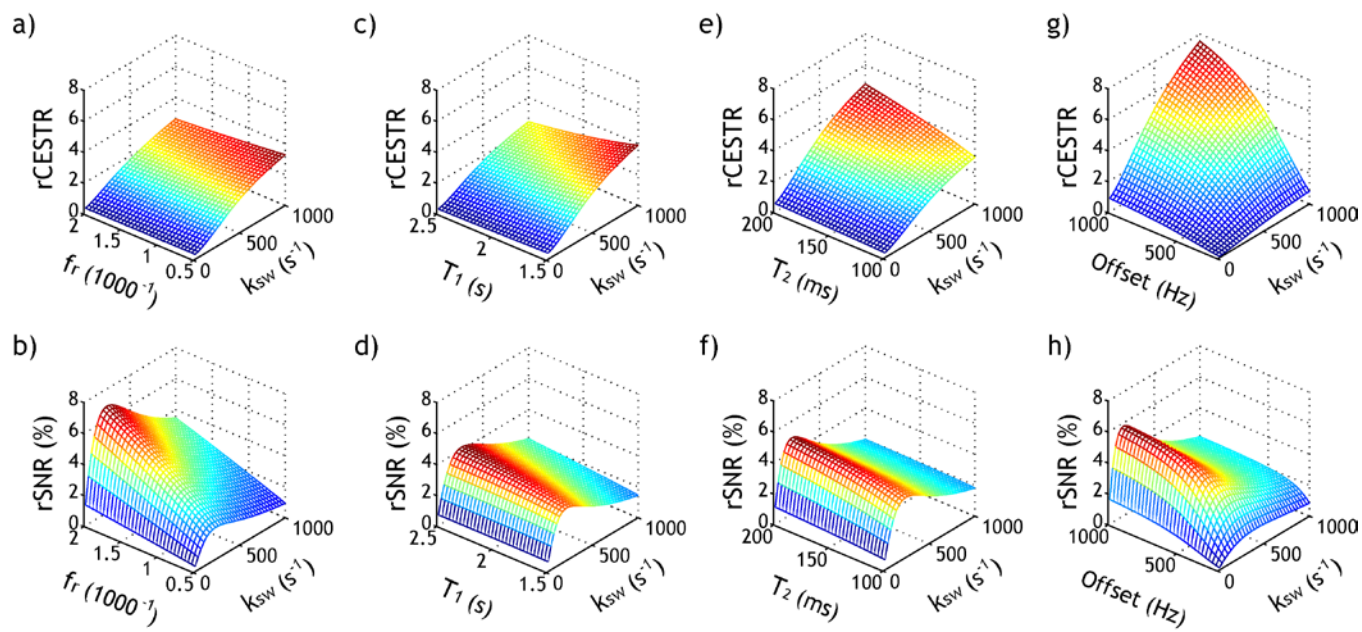 a) c) e) g)
rCESTR 8 6 4 2 0 2 1.5 1 0.5 0 500 1000 fr (1000⁻¹) ksw (s⁻¹)
rCESTR 8 6 4 2 0 2.5 2 1.5 0 500 1000 T1 (s) ksw (s⁻¹)
rCESTR 8 6 4 2 0 200 150 100 0 500 1000 T2 (ms) ksw (s⁻¹)
rCESTR 8 6 4 2 0 1000 500 0 500 1000 Offset (Hz) ksw (s⁻¹)
b) d) f) h)
rSNR (%) 8 6 4 2 0 2 1.5 1 0.5 0 500 1000 fr (1000⁻¹) ksw (s⁻¹)
rSNR (%) 8 6 4 2 0 2.5 2 1.5 0 500 1000 T1 (s) ksw (s⁻¹)
rSNR (%) 8 6 4 2 0 200 150 100 0 500 1000 T2 (ms) ksw (s⁻¹)
rSNR (%) 8 6 4 2 0 1000 500 0 500 1000 Offset (Hz) ksw (s⁻¹)